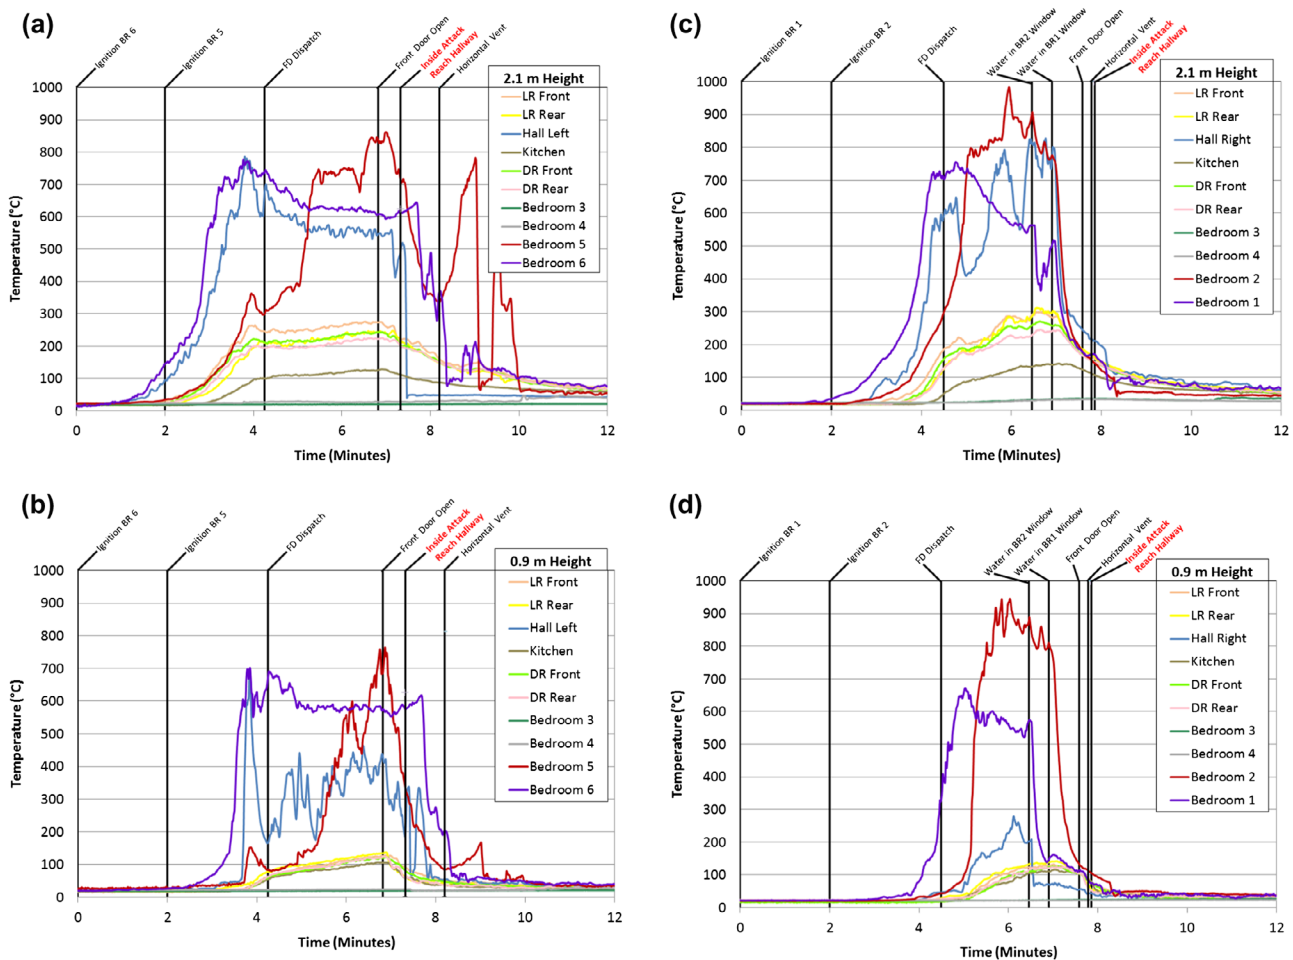 (a)
Ignition BR 6
Ignition BR 5
FD Dispatch
Front Door Open
Inside Attack
Reach Hallway
Horizontal Vent
2.1 m Height
LR Front
LR Rear
Hall Left
Kitchen
DR Front
DR Rear
Bedroom 3
Bedroom 4
Bedroom 5
Bedroom 6
Temperature (°C)
1000
900
800
700
600
500
400
300
200
100
0
0 2 4 6 8 10 12
Time (Minutes)
(c)
Ignition BR 1
Ignition BR 2
FD Dispatch
Water in BR2 Window
Water in BR1 Window
Front Door Open
Horizontal Vent
Inside Attack
Reach Hallway
2.1 m Height
LR Front
LR Rear
Hall Right
Kitchen
DR Front
DR Rear
Bedroom 3
Bedroom 4
Bedroom 2
Bedroom 1
Temperature (°C)
1000
900
800
700
600
500
400
300
200
100
0
0 2 4 6 8 10 12
Time (Minutes)
(b)
Ignition BR 6
Ignition BR 5
FD Dispatch
Front Door Open
Inside Attack
Reach Hallway
Horizontal Vent
0.9 m Height
LR Front
LR Rear
Hall Left
Kitchen
DR Front
DR Rear
Bedroom 3
Bedroom 4
Bedroom 5
Bedroom 6
Temperature (°C)
1000
900
800
700
600
500
400
300
200
100
0
0 2 4 6 8 10 12
Time (Minutes)
(d)
Ignition BR 1
Ignition BR 2
FD Dispatch
Water in BR2 Window
Water in BR1 Window
Front Door Open
Horizontal Vent
Inside Attack
Reach Hallway
0.9 m Height
LR Front
LR Rear
Hall Right
Kitchen
DR Front
DR Rear
Bedroom 3
Bedroom 4
Bedroom 2
Bedroom 1
Temperature (°C)
1000
900
800
700
600
500
400
300
200
100
0
0 2 4 6 8 10 12
Time (Minutes)